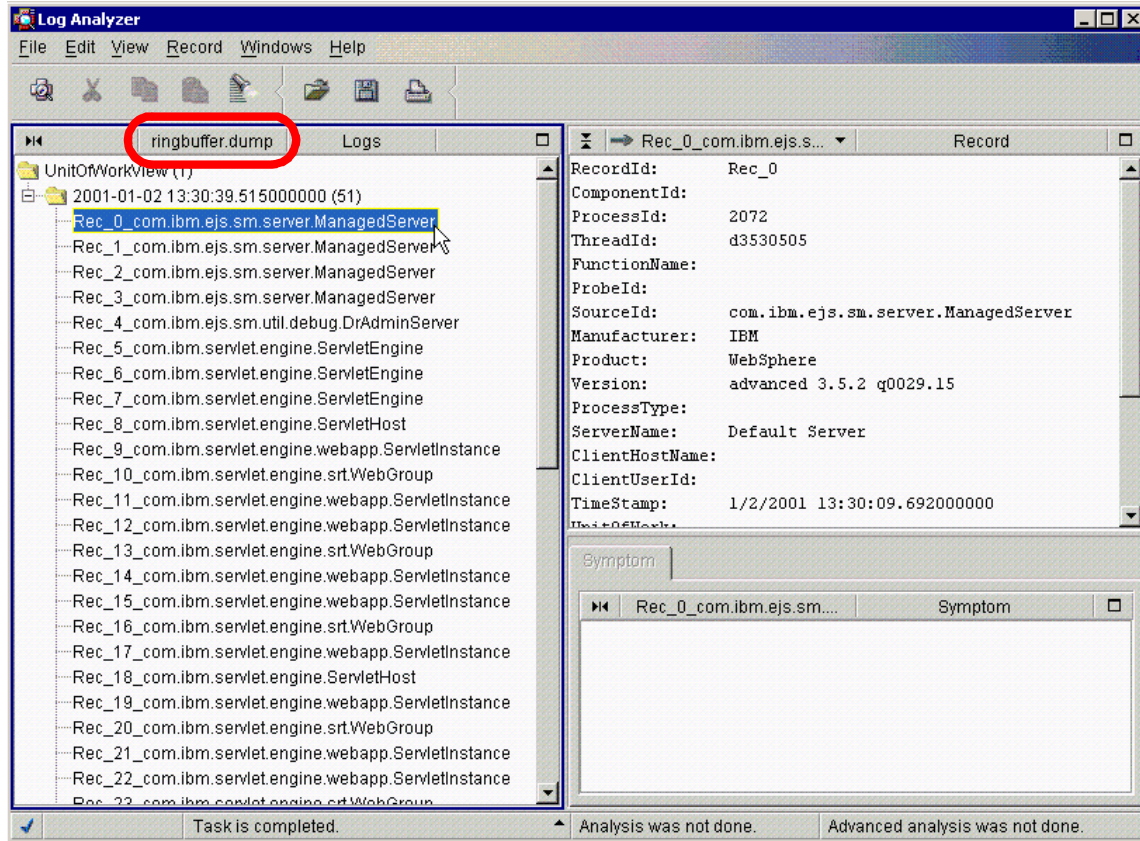 Log Analyzer
File Edit View Record Windows Help
ringbuffer.dump Logs
UnitOfWorkView (1)
2001-01-02 13:30:39.515000000 (51)
Rec_0_com.ibm.ejs.sm.server.ManagedServer
Rec_1_com.ibm.ejs.sm.server.ManagedServer
Rec_2_com.ibm.ejs.sm.server.ManagedServer
Rec_3_com.ibm.ejs.sm.server.ManagedServer
Rec_4_com.ibm.ejs.sm.util.debug.DrAdminServer
Rec_5_com.ibm.servlet.engine.ServletEngine
Rec_6_com.ibm.servlet.engine.ServletEngine
Rec_7_com.ibm.servlet.engine.ServletEngine
Rec_8_com.ibm.servlet.engine.ServletHost
Rec_9_com.ibm.servlet.engine.webapp.ServletInstance
Rec_10_com.ibm.servlet.engine.srt.WebGroup
Rec_11_com.ibm.servlet.engine.webapp.ServletInstance
Rec_12_com.ibm.servlet.engine.webapp.ServletInstance
Rec_13_com.ibm.servlet.engine.srt.WebGroup
Rec_14_com.ibm.servlet.engine.webapp.ServletInstance
Rec_15_com.ibm.servlet.engine.webapp.ServletInstance
Rec_16_com.ibm.servlet.engine.srt.WebGroup
Rec_17_com.ibm.servlet.engine.webapp.ServletInstance
Rec_18_com.ibm.servlet.engine.ServletHost
Rec_19_com.ibm.servlet.engine.webapp.ServletInstance
Rec_20_com.ibm.servlet.engine.srt.WebGroup
Rec_21_com.ibm.servlet.engine.webapp.ServletInstance
Rec_22_com.ibm.servlet.engine.webapp.ServletInstance
Rec_23_com.ibm.servlet.engine.srt.WebGroup
Rec_0_com.ibm.ejs.s... Record
RecordId: Rec_0
ComponentId:
ProcessId: 2072
ThreadId: d3530505
FunctionName:
ProbeId:
SourceId: com.ibm.ejs.sm.server.ManagedServer
Manufacturer: IBM
Product: WebSphere
Version: advanced 3.5.2 q0029.15
ProcessType:
ServerName: Default Server
ClientHostName:
ClientUserId:
TimeStamp: 1/2/2001 13:30:09.692000000
UnitOfWork:
Symptom
Rec_0_com.ibm.ejs.sm.... Symptom
Task is completed. Analysis was not done. Advanced analysis was not done.